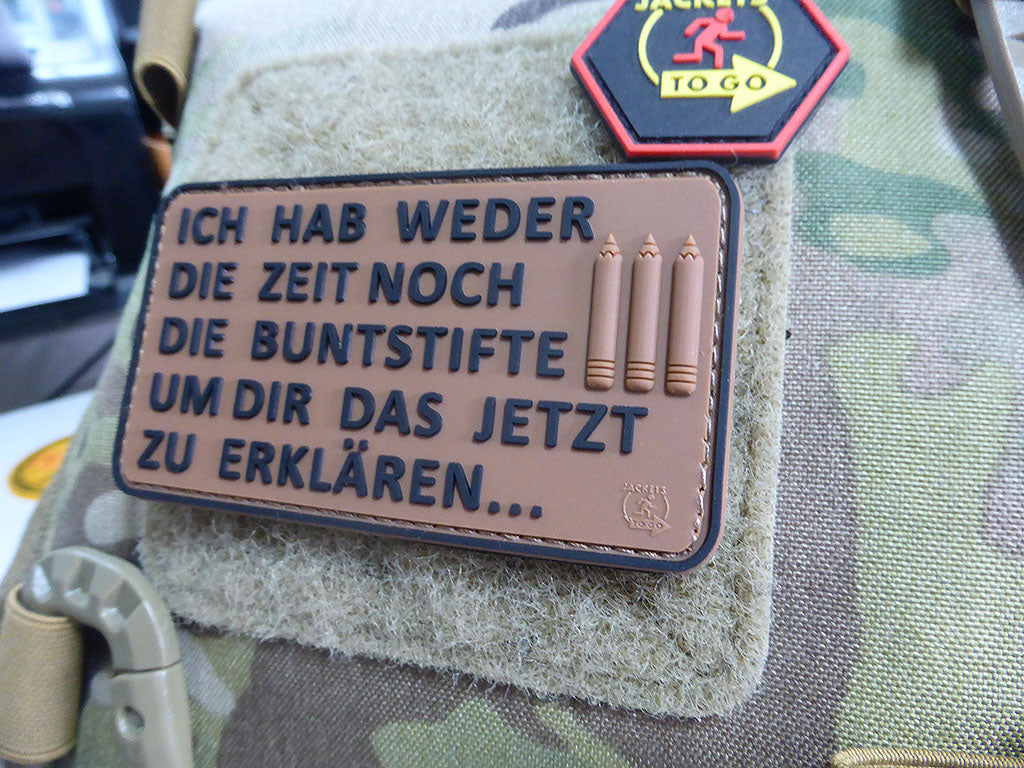 JACKETS
TO GO
ICH HAB WEDER
DIE ZEIT NOCH
DIE BUNTSTIFTE
UM DIR DAS JETZT
ZU ERKLÄREN...
JACKETS
TO GO